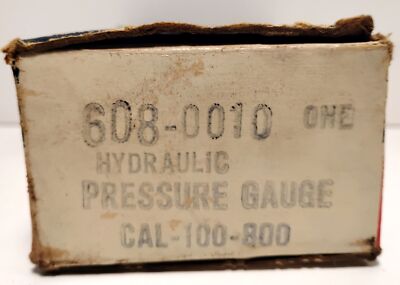 608-0010 ONE
HYDRAULIC
PRESSURE GAUGE
CAL-100-800